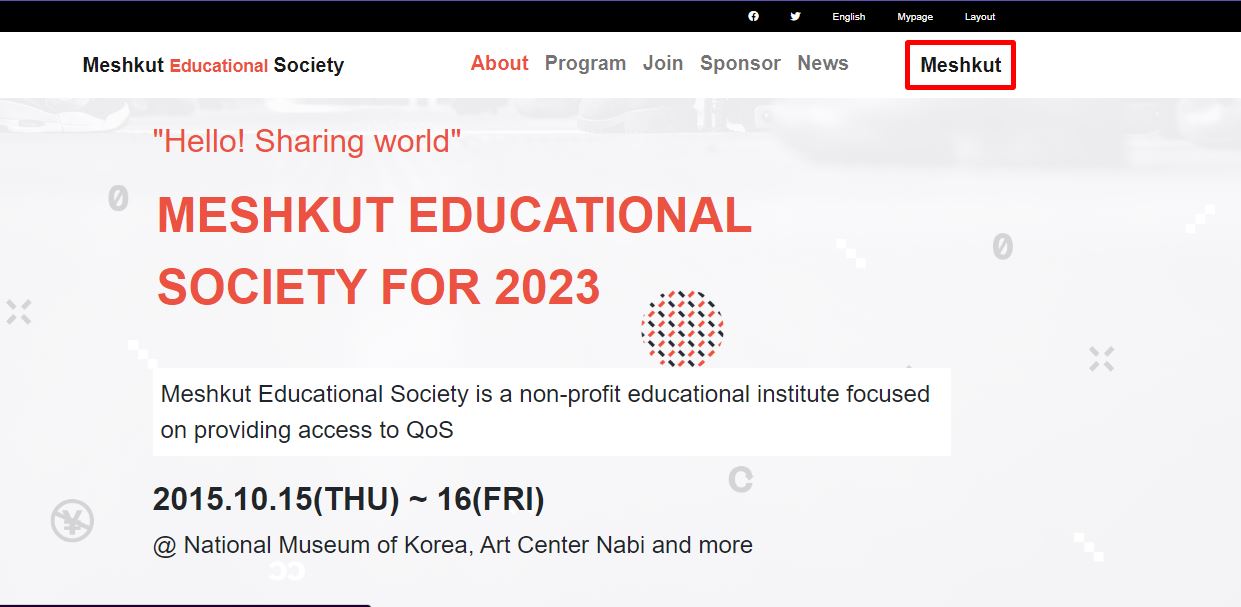 English Mypage Layout
Meshkut Educational Society
About Program Join Sponsor News
Meshkut
"Hello! Sharing world"
MESHKUT EDUCATIONAL
SOCIETY FOR 2023
Meshkut Educational Society is a non-profit educational institute focused
on providing access to QoS
2015.10.15(THU) ~ 16(FRI)
@ National Museum of Korea, Art Center Nabi and more